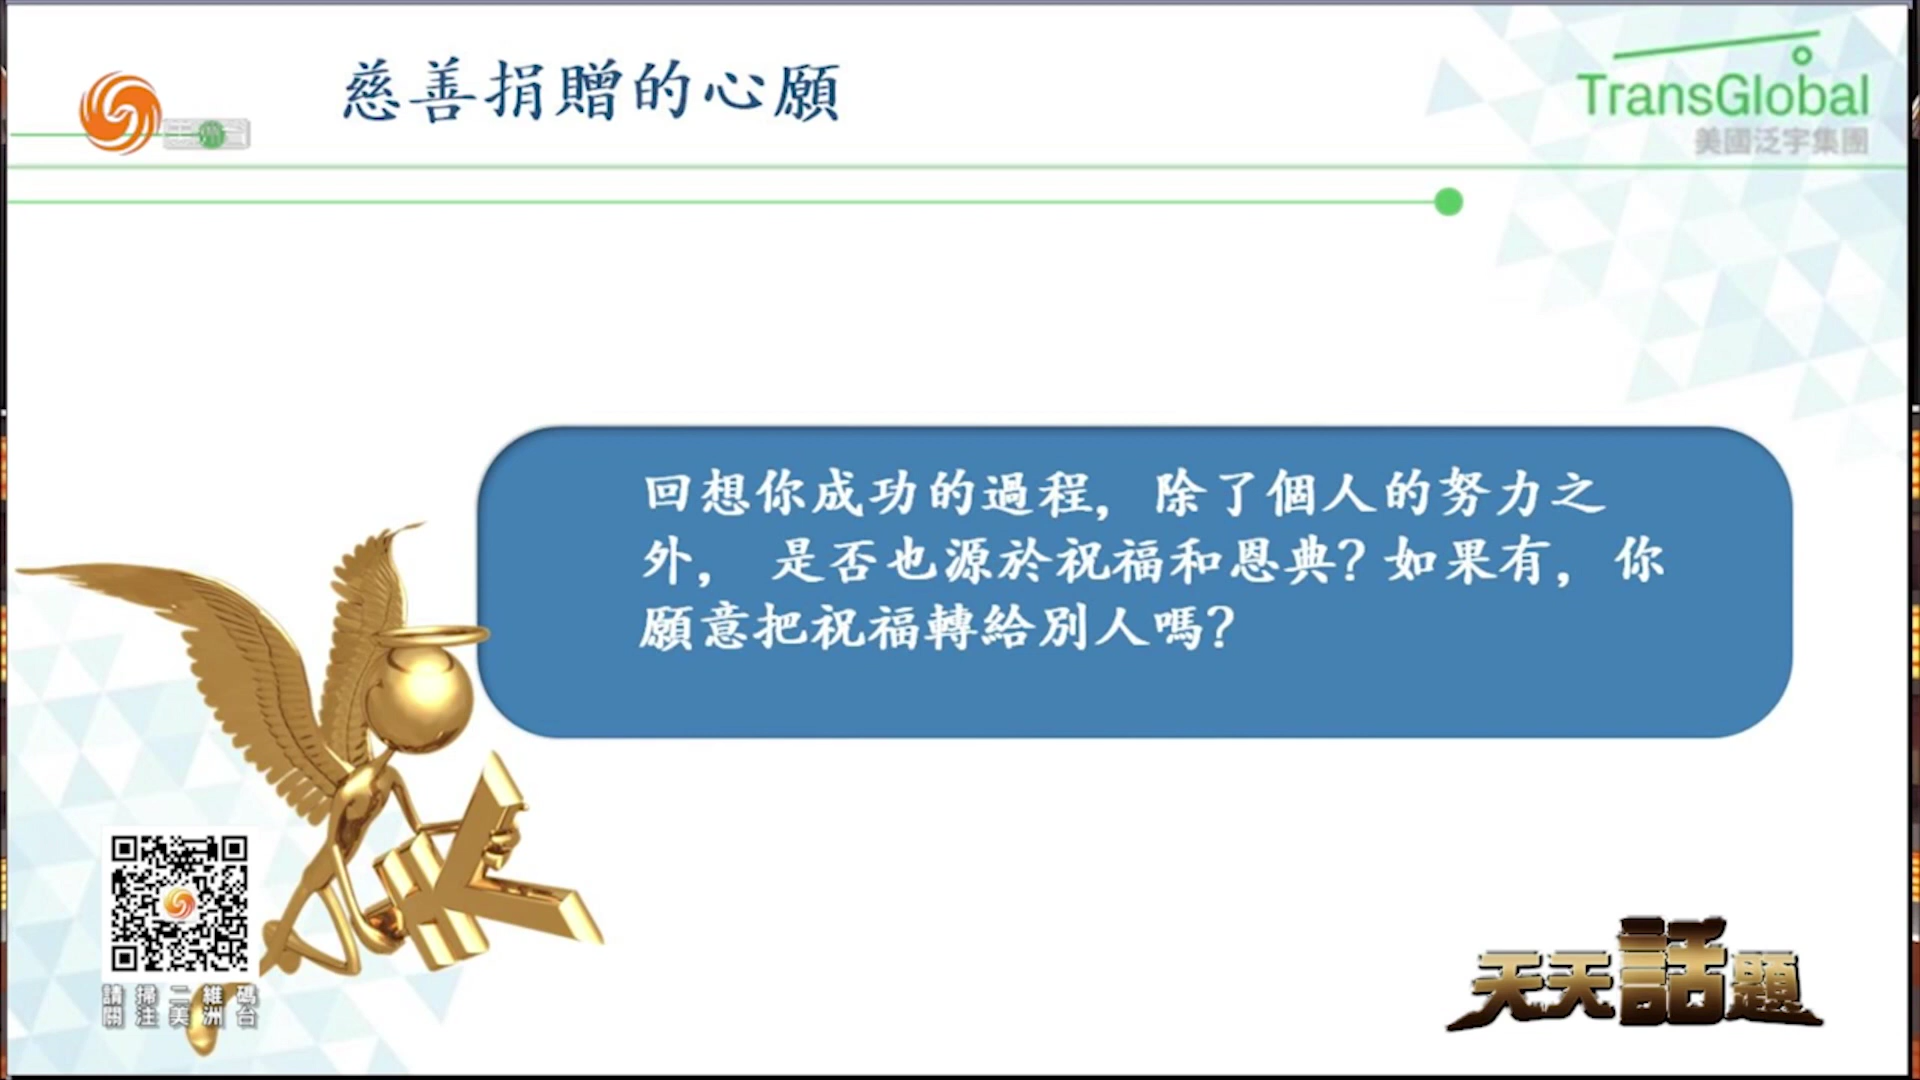 慈善捐贈的心願
TransGlobal
美國泛宇集團
回想你成功的過程，除了個人的努力之
外， 是否也源於祝福和恩典？如果有，你
願意把祝福轉給別人嗎？
請掃二維碼
關注美洲台
天天話題